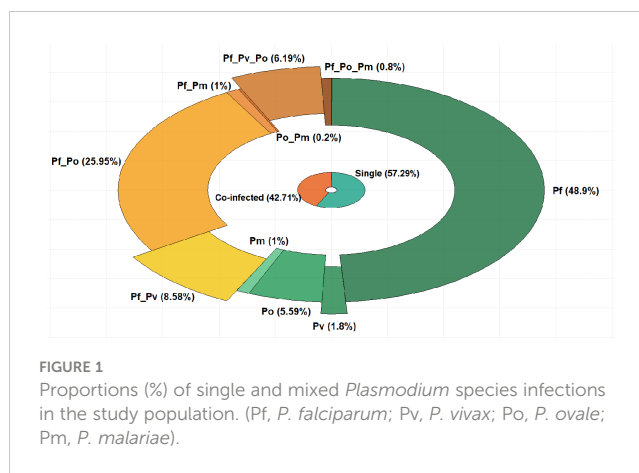 Pf_Pv_Po (6.19%)
Pf_Po_Pm (0.8%)
Pf_Pm (1%)
Po_Pm (0.2%)
Pf_Po (25.95%)
Single (57.29%)
Pf (48.9%)
Co-infected (42.71%)
Pm (1%)
Pf_Pv (8.58%)
Po (5.59%)
Pv (1.8%)
FIGURE 1
Proportions (%) of single and mixed Plasmodium species infections
in the study population. (Pf, P. falciparum; Pv, P. vivax; Po, P. ovale;
Pm, P. malariae).